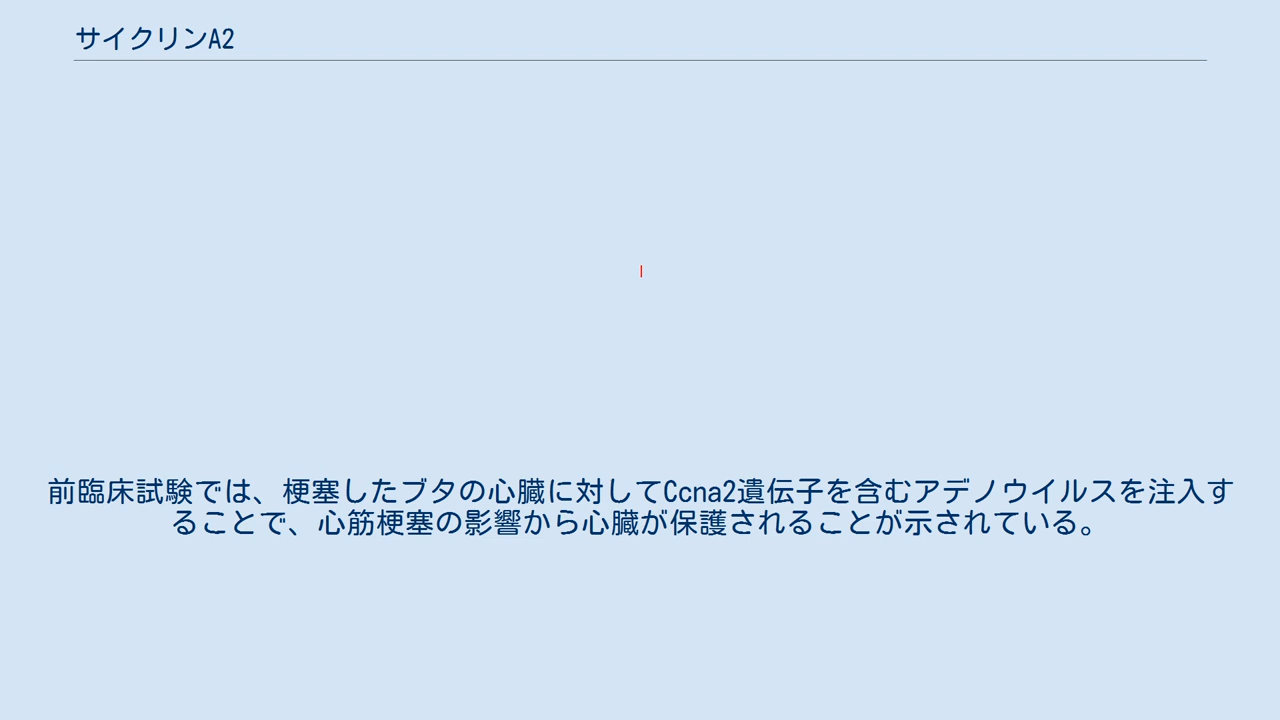 サイクリンA2
前臨床試験では、梗塞したブタの心臓に対してCcna2遺伝子を含むアデノウイルスを注入す
ることで、心筋梗塞の影響から心臓が保護されることが示されている。